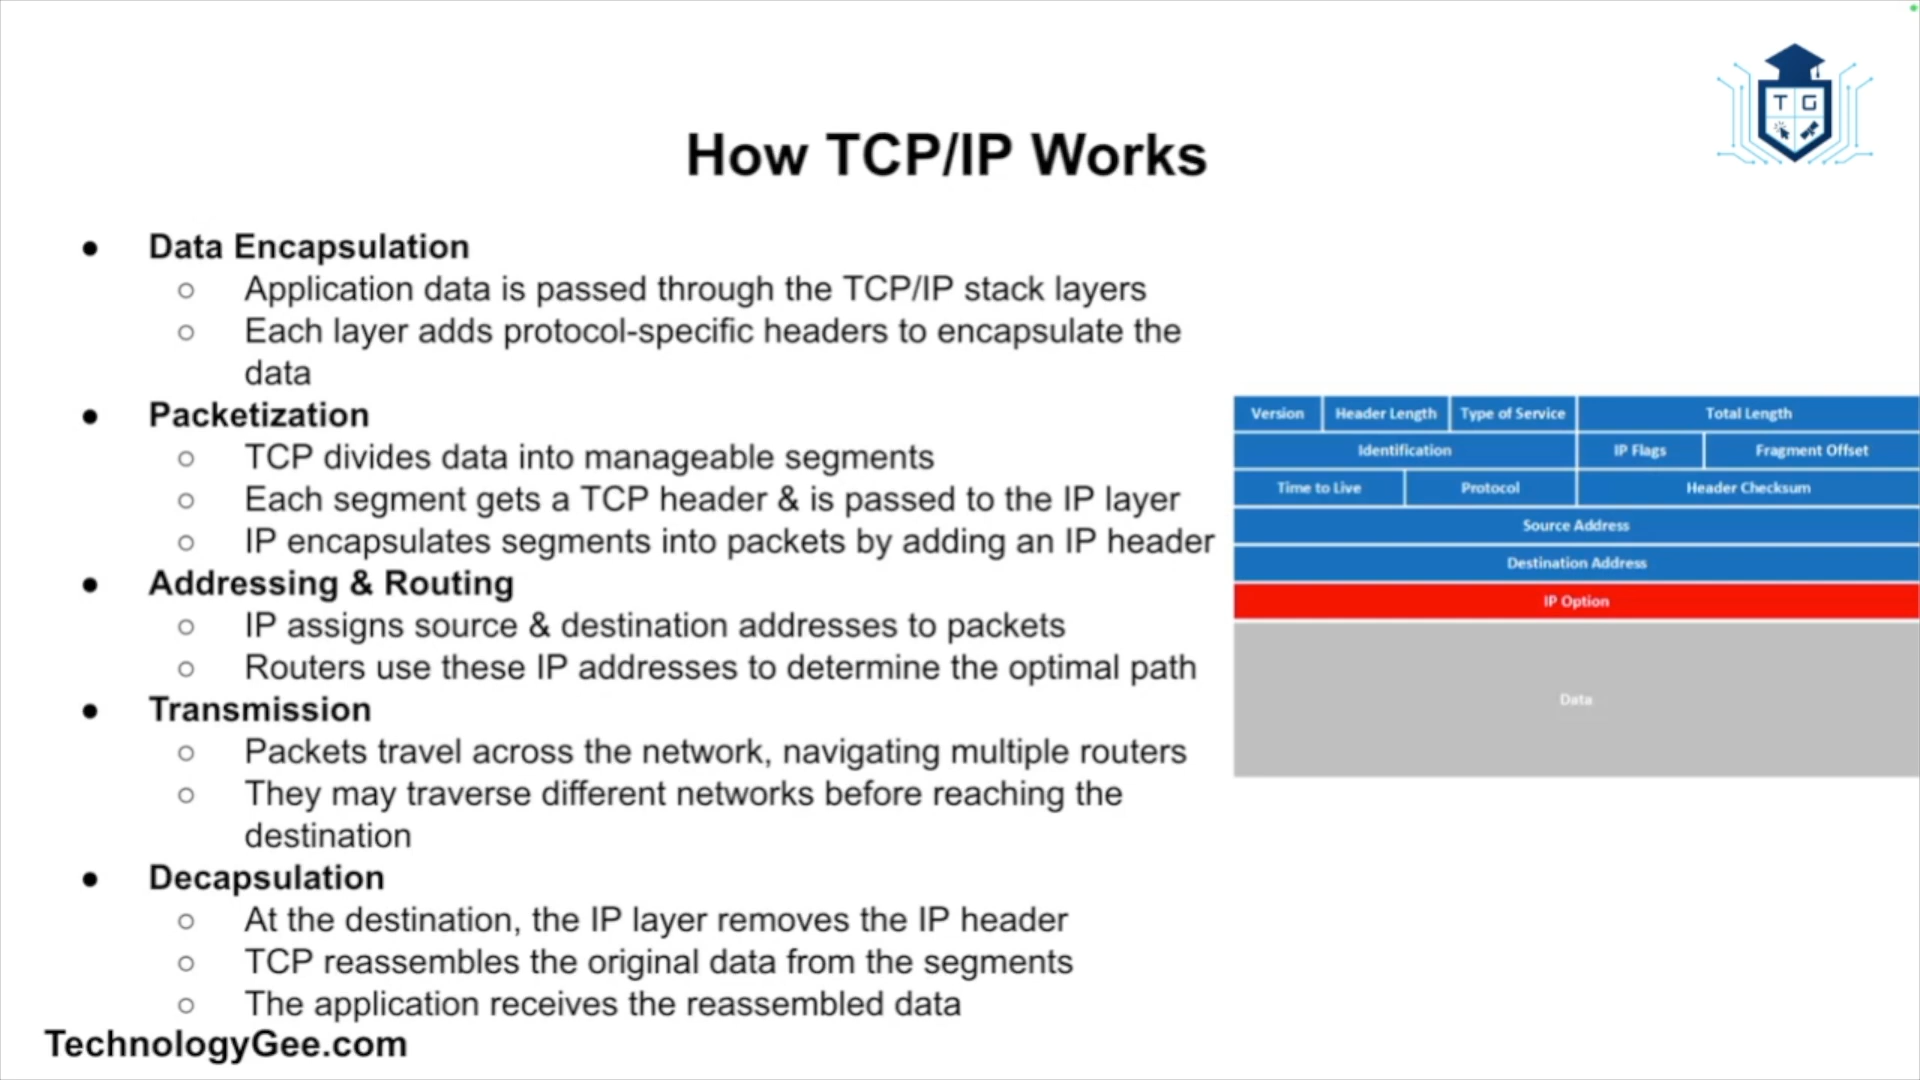 T G
How TCP/IP Works
● Data Encapsulation
○ Application data is passed through the TCP/IP stack layers
○ Each layer adds protocol-specific headers to encapsulate the
data
● Packetization
○ TCP divides data into manageable segments
○ Each segment gets a TCP header & is passed to the IP layer
○ IP encapsulates segments into packets by adding an IP header
● Addressing & Routing
○ IP assigns source & destination addresses to packets
○ Routers use these IP addresses to determine the optimal path
● Transmission
○ Packets travel across the network, navigating multiple routers
○ They may traverse different networks before reaching the
destination
● Decapsulation
○ At the destination, the IP layer removes the IP header
○ TCP reassembles the original data from the segments
○ The application receives the reassembled data
Version Header Length Type of Service Total Length
Identification IP Flags Fragment Offset
Time to Live Protocol Header Checksum
Source Address
Destination Address
IP Option
Data
TechnologyGee.com